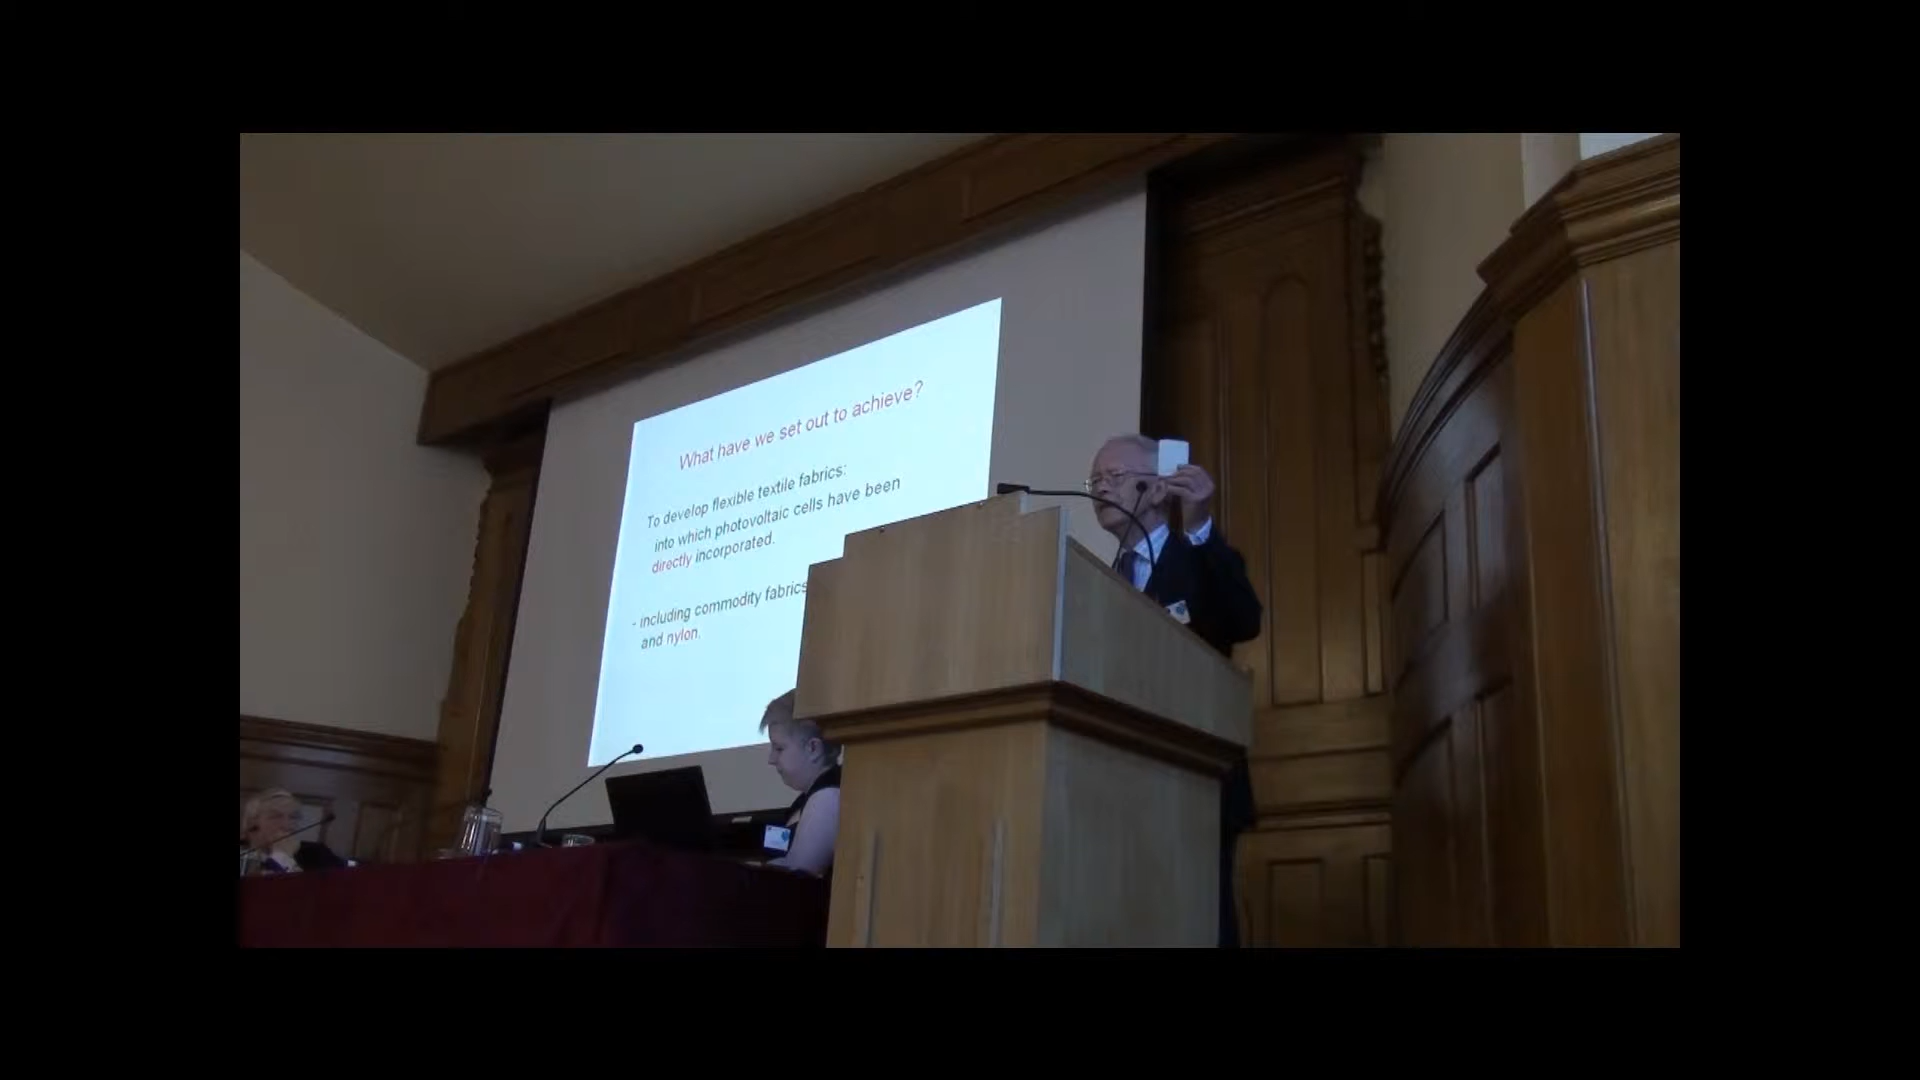 What have we set out to achieve?
To develop flexible textile fabrics:
into which photovoltaic cells have been
directly incorporated.
- including commodity fabrics
and nylon.